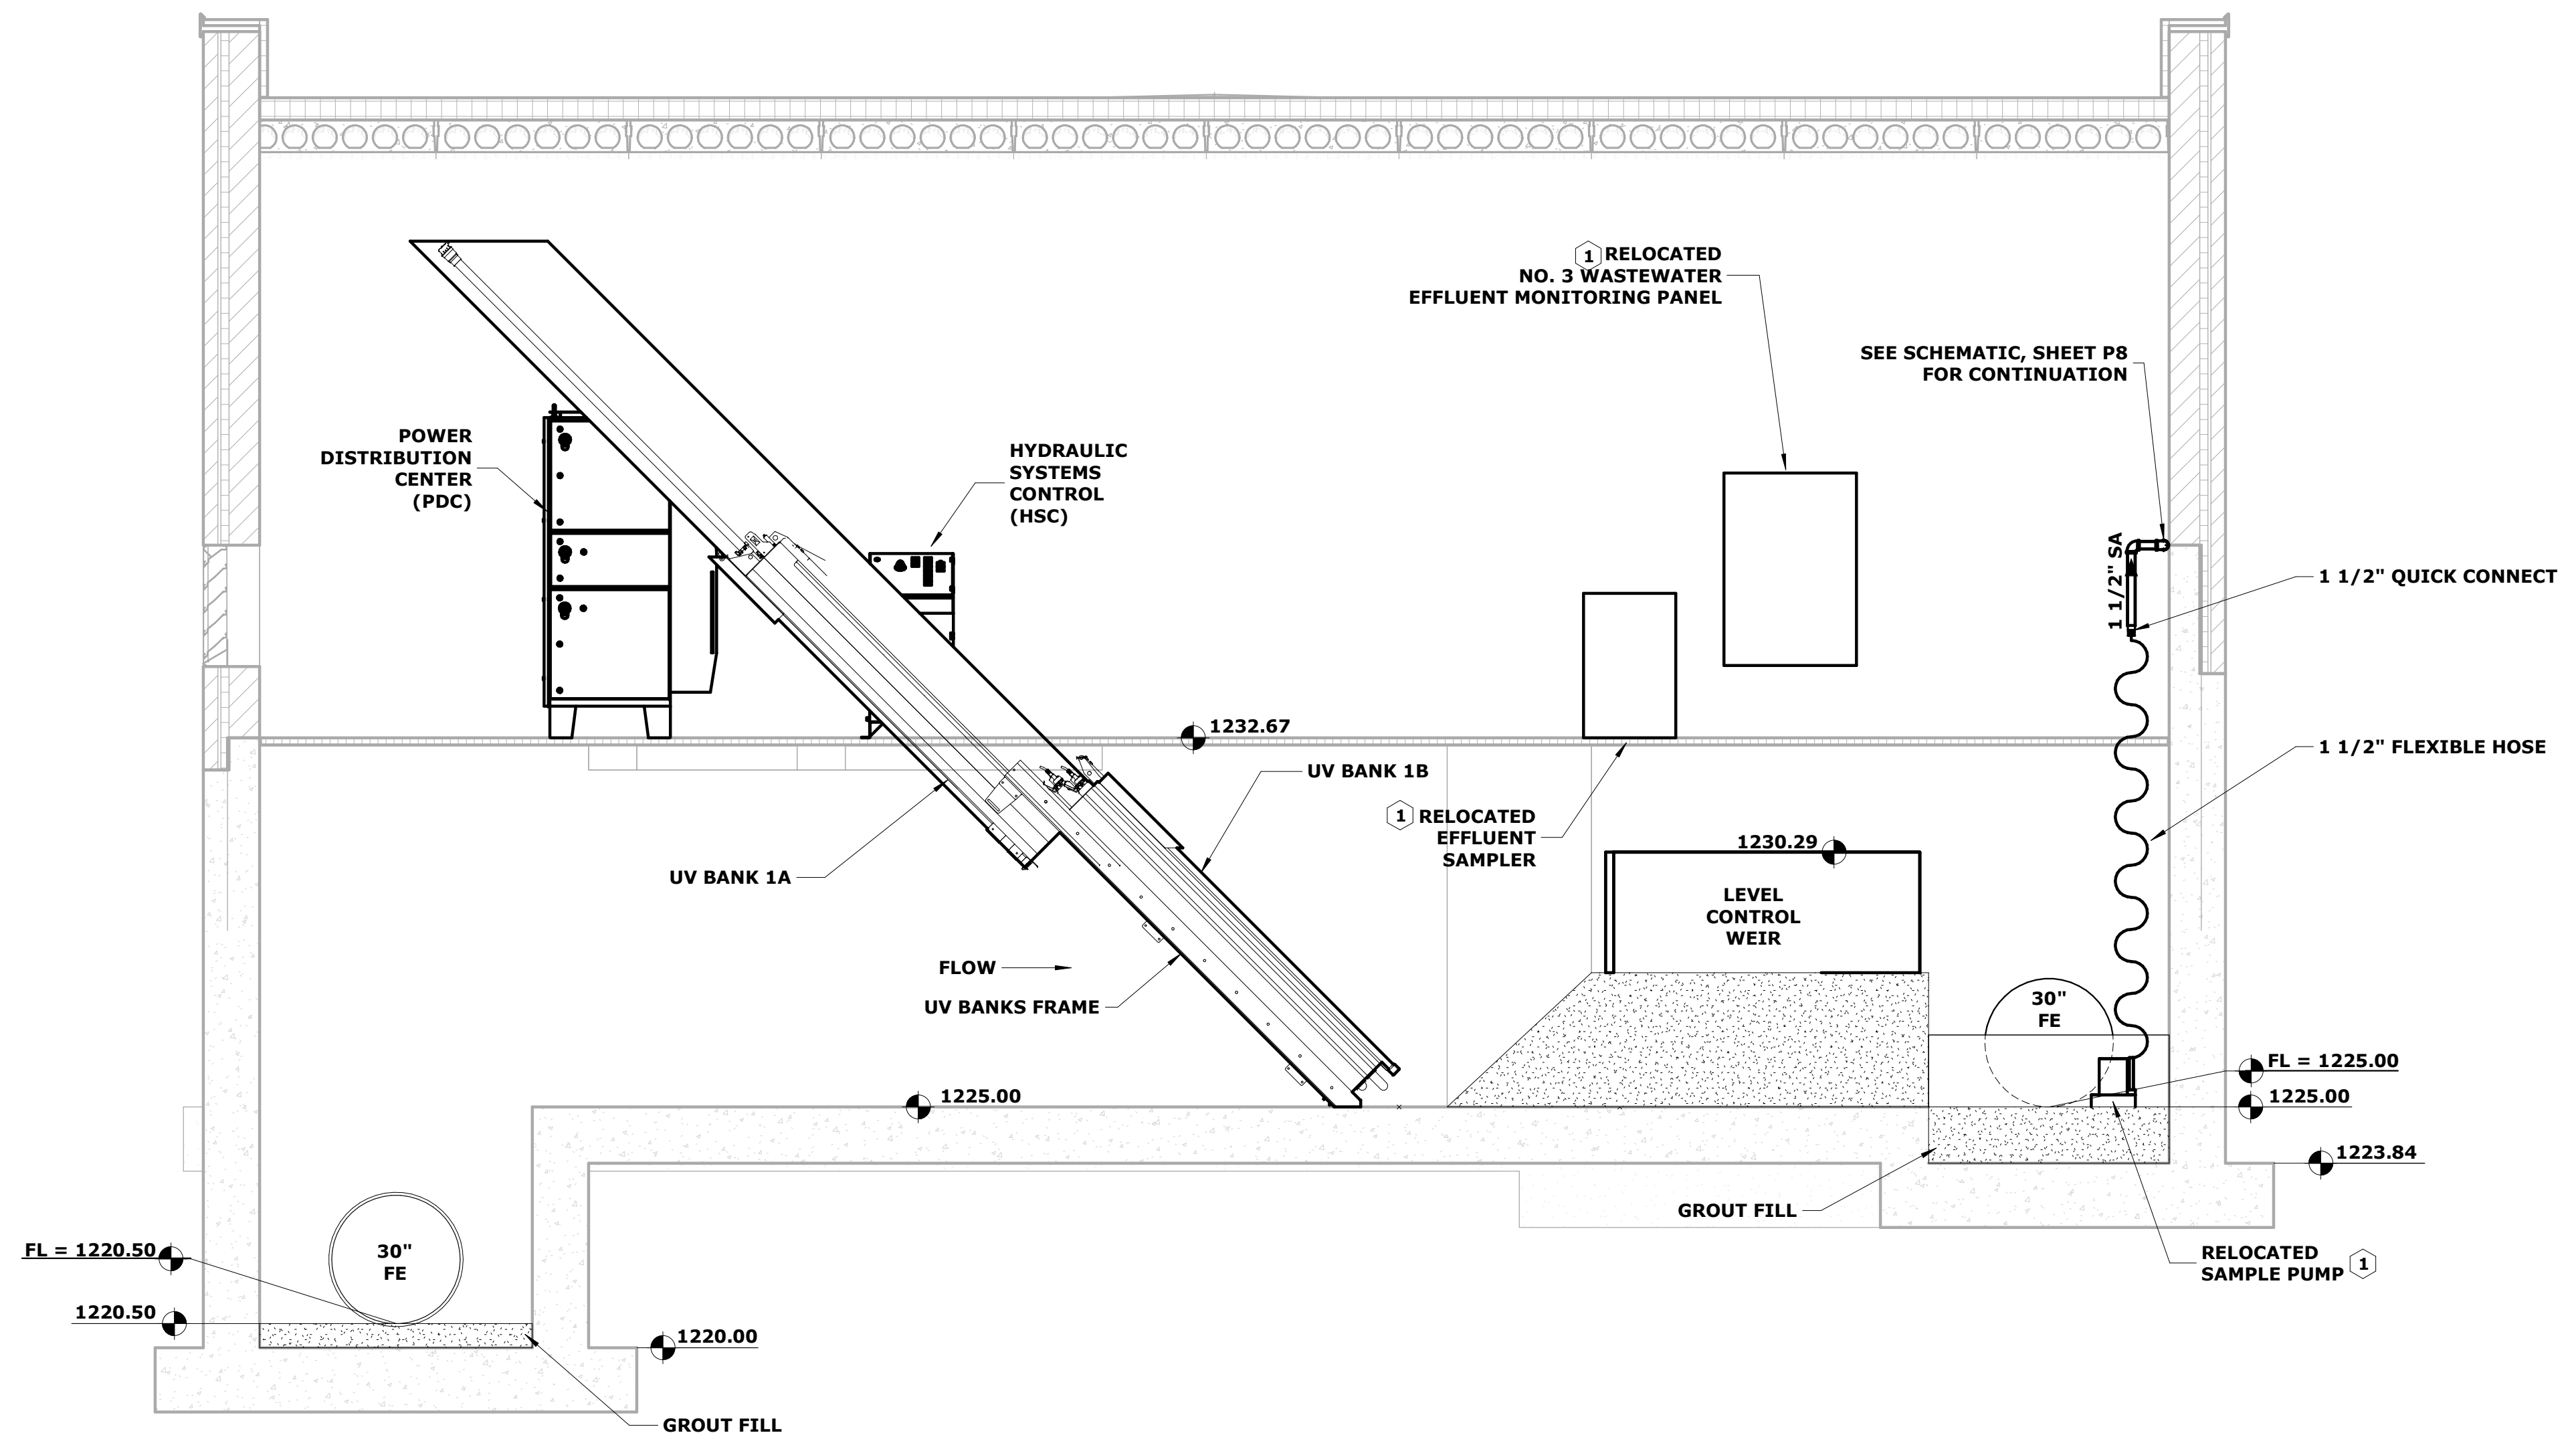 1 RELOCATED
NO. 3 WASTEWATER
EFFLUENT MONITORING PANEL
SEE SCHEMATIC, SHEET P8
FOR CONTINUATION
POWER
DISTRIBUTION
CENTER
(PDC)
HYDRAULIC
SYSTEMS
CONTROL
(HSC)
1 1/2" SA
1 1/2" QUICK CONNECT
1232.67
1 1/2" FLEXIBLE HOSE
UV BANK 1B
1 RELOCATED
EFFLUENT
SAMPLER
1230.29
UV BANK 1A
LEVEL
CONTROL
WEIR
FLOW
UV BANKS FRAME
30"
FE
FL = 1225.00
1225.00
1225.00
1223.84
GROUT FILL
RELOCATED
SAMPLE PUMP 1
FL = 1220.50
30"
FE
1220.50
1220.00
GROUT FILL